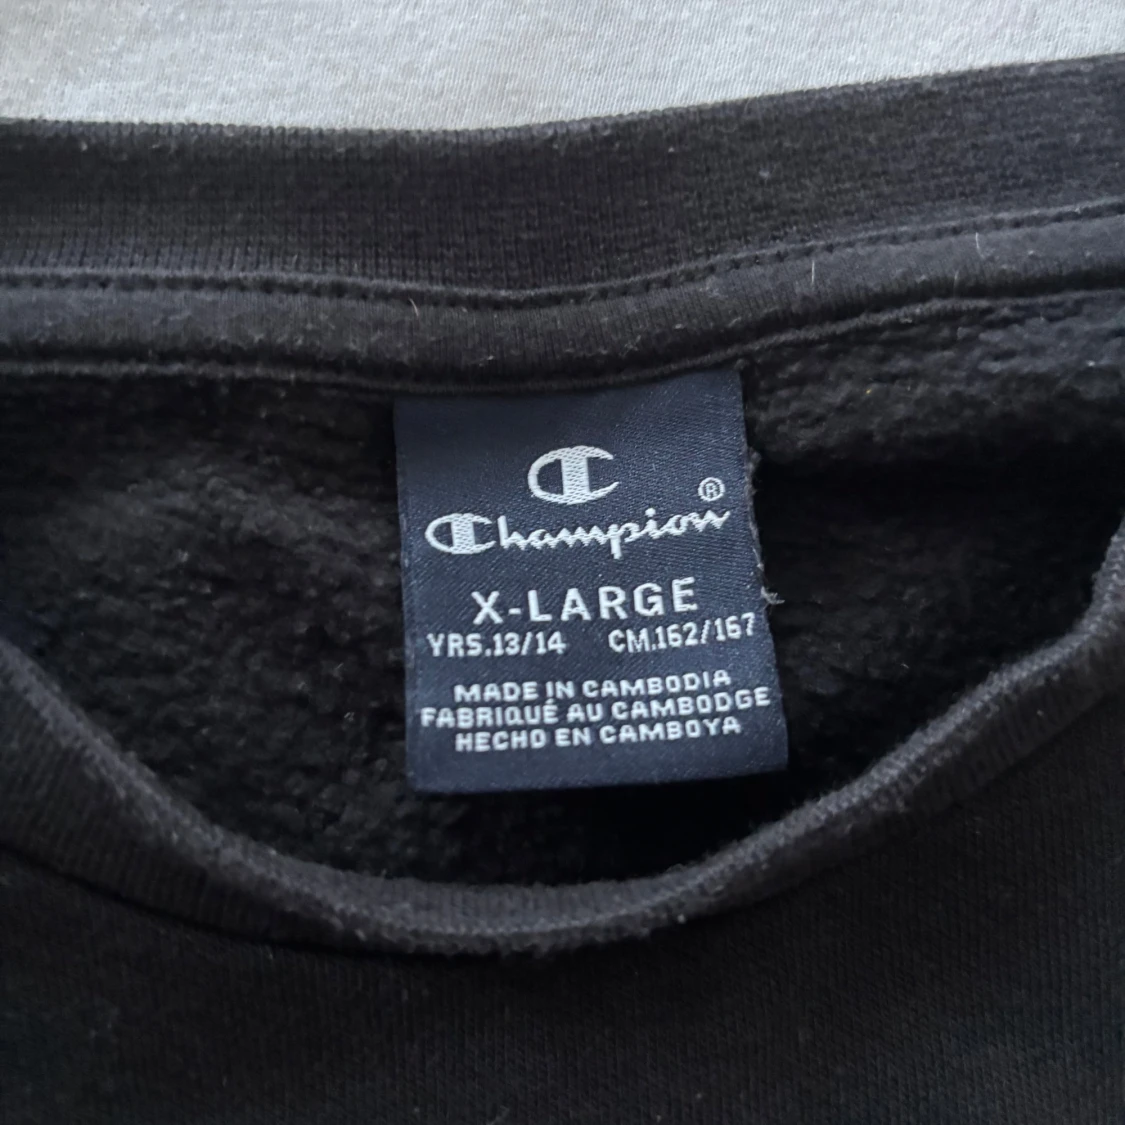 Champion®
X-LARGE
YRS.13/14 CM.162/167
MADE IN CAMBODIA
FABRIQUÉ AU CAMBODGE
HECHO EN CAMBOYA